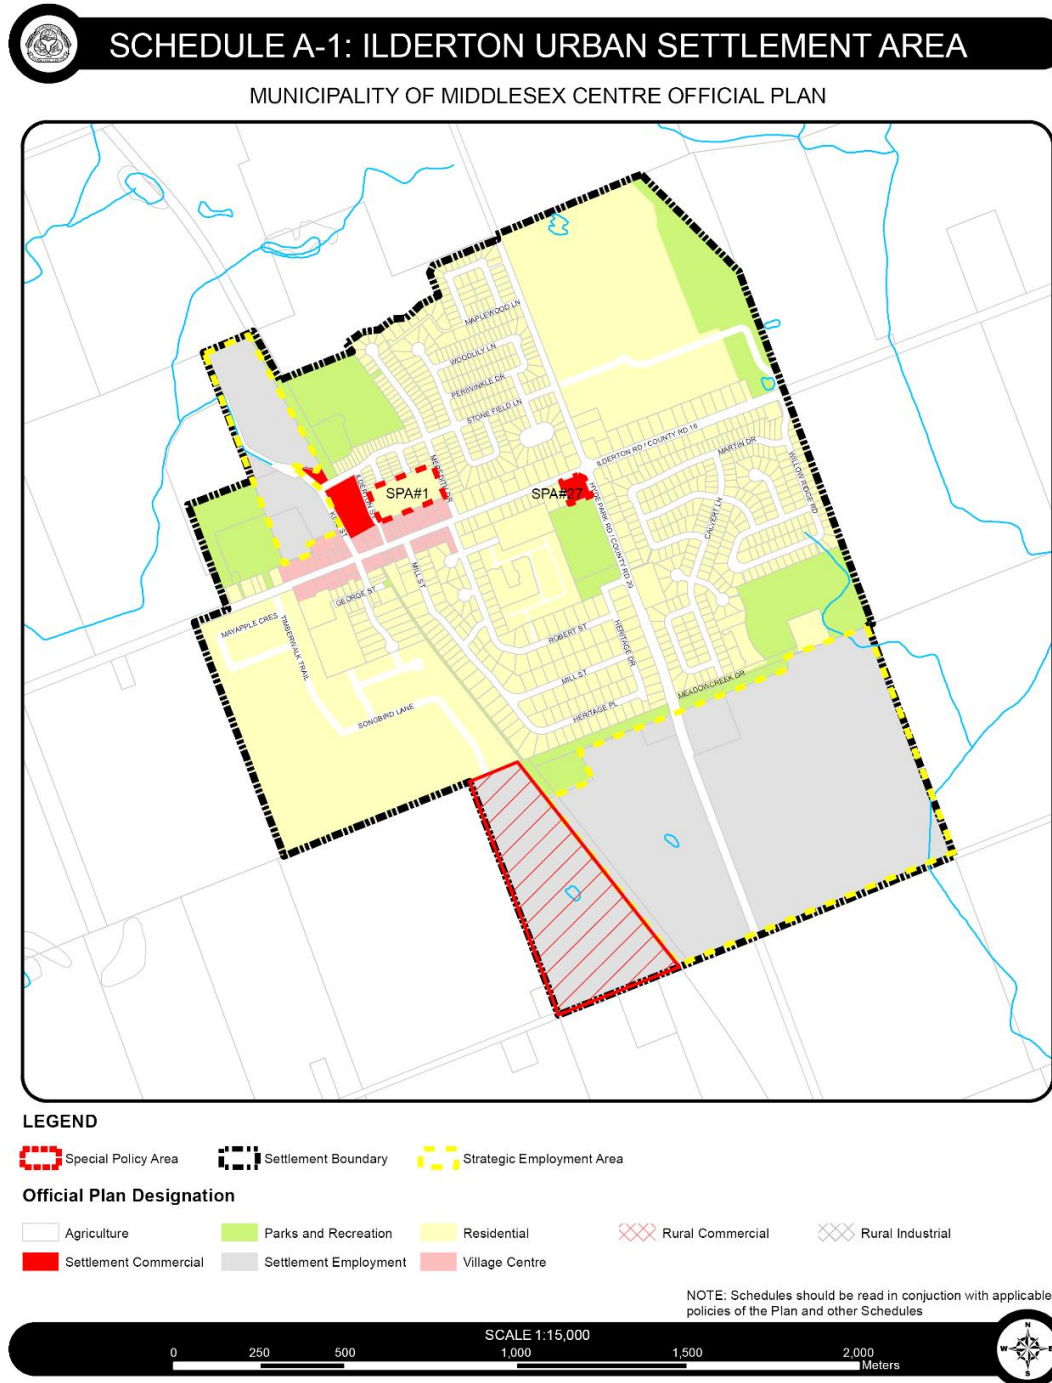 SCHEDULE A-1: ILDERTON URBAN SETTLEMENT AREA
MUNICIPALITY OF MIDDLESEX CENTRE OFFICIAL PLAN
MAPLEWOOD LN
WOODLILY LN
PERIWINKLE DR
STONE FIELD LN
MEREDITH DR
ILDERTON RD / COUNTY RD 16
MARTIN DR
WILLOW RIDGE RD
CALVERT LN
SPA#1
SPA#27
HYDE PARK RD / COUNTY RD 20
ST
MILL ST
GEORGE ST
MAYAPPLE CRES
TIMBERWALK TRAIL
SONGBIRD LANE
ROBERT ST
HERITAGE DR
MILL ST
HERITAGE PL
MEADOWCREEK DR
LEGEND
Special Policy Area
Settlement Boundary
Strategic Employment Area
Official Plan Designation
Agriculture
Parks and Recreation
Residential
Rural Commercial
Rural Industrial
Settlement Commercial
Settlement Employment
Village Centre
NOTE: Schedules should be read in conjuction with applicable
policies of the Plan and other Schedules
SCALE 1:15,000
0 250 500 1,000 1,500 2,000
Meters
N
W E
S